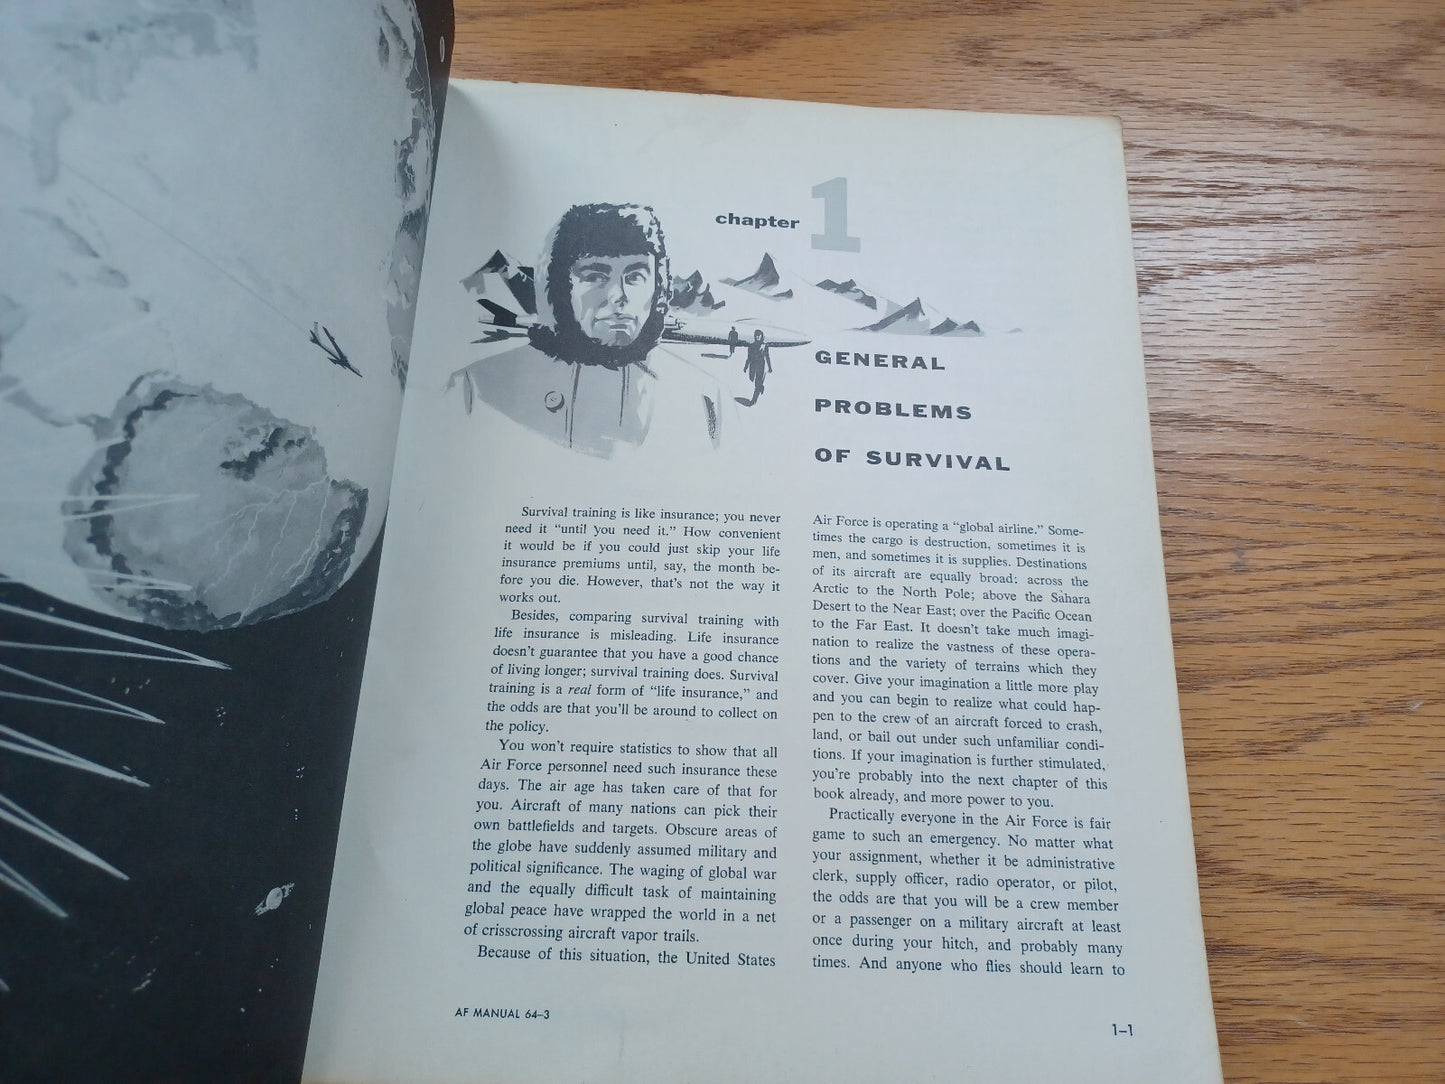 chapter 1
GENERAL
PROBLEMS
OF SURVIVAL
Survival training is like insurance; you never
need it “until you need it.” How convenient
it would be if you could just skip your life
insurance premiums until, say, the month be-
fore you die. However, that’s not the way it
works out.
Besides, comparing survival training with
life insurance is misleading. Life insurance
doesn’t guarantee that you have a good chance
of living longer; survival training does. Survival
training is a real form of “life insurance,” and
the odds are that you’ll be around to collect on
the policy.
You won’t require statistics to show that all
Air Force personnel need such insurance these
days. The air age has taken care of that for
you. Aircraft of many nations can pick their
own battlefields and targets. Obscure areas of
the globe have suddenly assumed military and
political significance. The waging of global war
and the equally difficult task of maintaining
global peace have wrapped the world in a net
of crisscrossing aircraft vapor trails.
Because of this situation, the United States
Air Force is operating a “global airline.” Some-
times the cargo is destruction, sometimes it is
men, and sometimes it is supplies. Destinations
of its aircraft are equally broad: across the
Arctic to the North Pole; above the Sahara
Desert to the Near East; over the Pacific Ocean
to the Far East. It doesn’t take much imagi-
nation to realize the vastness of these opera-
tions and the variety of terrains which they
cover. Give your imagination a little more play
and you can begin to realize what could hap-
pen to the crew of an aircraft forced to crash,
land, or bail out under such unfamiliar condi-
tions. If your imagination is further stimulated,
you’re probably into the next chapter of this
book already, and more power to you.
Practically everyone in the Air Force is fair
game to such an emergency. No matter what
your assignment, whether it be administrative
clerk, supply officer, radio operator, or pilot,
the odds are that you will be a crew member
or a passenger on a military aircraft at least
once during your hitch, and probably many
times. And anyone who flies should learn to
AF MANUAL 64–3
1–1